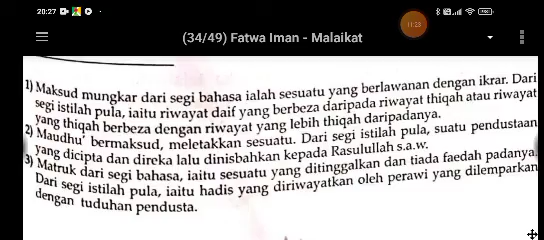 20:27
11:23
(34/49) Fatwa Iman - Malaikat
1) Maksud mungkar dari segi bahasa ialah sesuatu yang berlawanan dengan ikrar. Dari
segi istilah pula, iaitu riwayat daif yang berbeza daripada riwayat thiqah atau riwayat
yang thiqah berbeza dengan riwayat yang lebih thiqah daripadanya.
2) Maudhu' bermaksud, meletakkan sesuatu. Dari segi istilah pula, suatu pendustaan
yang dicipta dan direka lalu dinisbahkan kepada Rasulullah s.a.w.
3) Matruk dari segi bahasa, iaitu sesuatu yang ditinggalkan dan tiada faedah padanya.
Dari segi istilah pula, iaitu hadis yang diriwayatkan oleh perawi yang dilemparkan
dengan tuduhan pendusta.